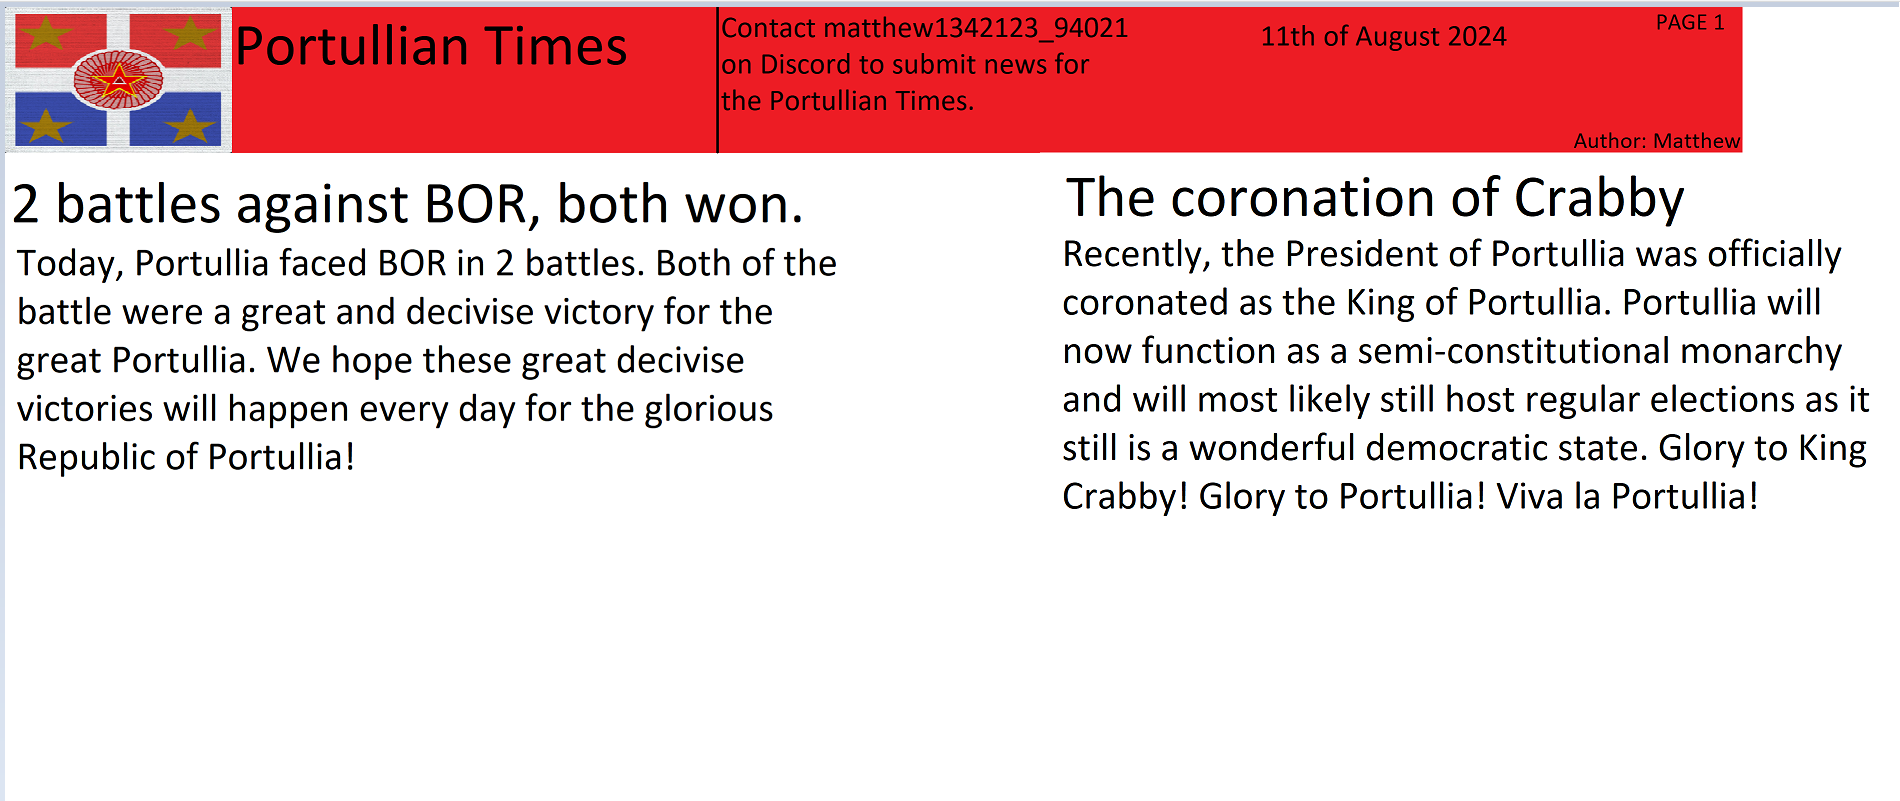 Portullian Times
Contact matthew1342123_94021
on Discord to submit news for
the Portullian Times.
11th of August 2024
PAGE 1
Author: Matthew
2 battles against BOR, both won.
Today, Portullia faced BOR in 2 battles. Both of the
battle were a great and decivise victory for the
great Portullia. We hope these great decivise
victories will happen every day for the glorious
Republic of Portullia!
The coronation of Crabby
Recently, the President of Portullia was officially
coronated as the King of Portullia. Portullia will
now function as a semi-constitutional monarchy
and will most likely still host regular elections as it
still is a wonderful democratic state. Glory to King
Crabby! Glory to Portullia! Viva la Portullia!